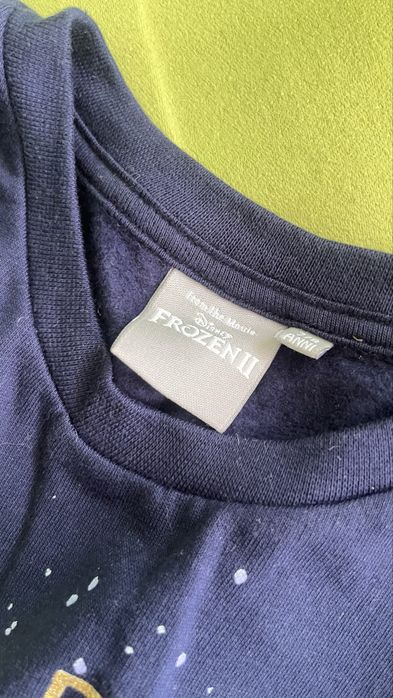 from the Movie
Disney
FROZEN II
ANNI